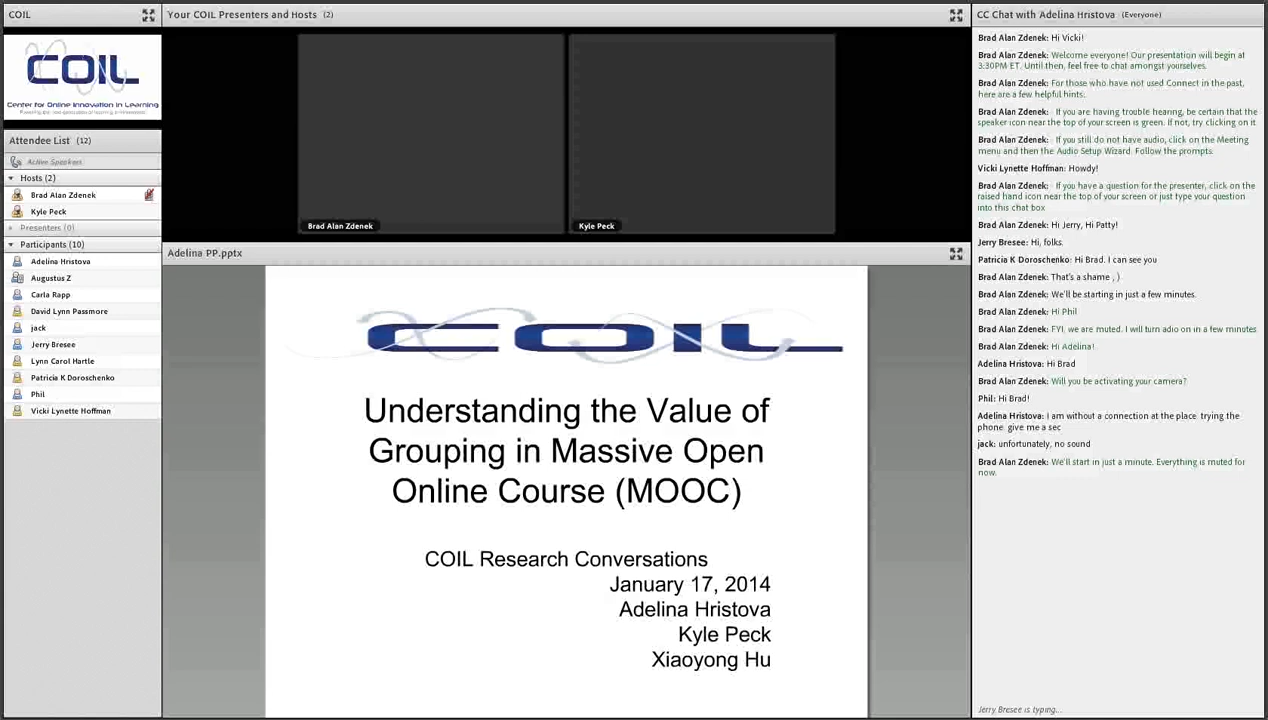 COIL
COIL
Center for Online Innovation in Learning
Attendee List (12)
Active Speakers
Hosts (2)
Brad Alan Zdenek
Kyle Peck
Presenters (0)
Participants (10)
Adelina Hristova
Augustus Z
Carla Rapp
David Lynn Passmore
jack
Jerry Bresee
Lynn Carol Hartle
Patricia K Doroschenko
Phil
Vicki Lynette Hoffman
Your COIL Presenters and Hosts (2)
Brad Alan Zdenek
Kyle Peck
Adelina PP.pptx
COIL
Understanding the Value of
Grouping in Massive Open
Online Course (MOOC)
COIL Research Conversations
January 17, 2014
Adelina Hristova
Kyle Peck
Xiaoyong Hu
CC Chat with Adelina Hristova (Everyone)
Brad Alan Zdenek: Hi Vicki!
Brad Alan Zdenek: Welcome everyone! Our presentation will begin at
3:30PM ET. Until then, feel free to chat amongst yourselves.
Brad Alan Zdenek: For those who have not used Connect in the past,
here are a few helpful hints.
Brad Alan Zdenek: If you are having trouble hearing, be certain that the
speaker icon near the top of your screen is green. If not, try clicking on it
Brad Alan Zdenek: If you still do not have audio, click on the Meeting
menu and then the Audio Setup Wizard. Follow the prompts.
Vicki Lynette Hoffman: Howdy!
Brad Alan Zdenek: If you have a question for the presenter, click on the
raised hand icon near the top of your screen or just type your question
into this chat box
Brad Alan Zdenek: Hi Jerry, Hi Patty!
Jerry Bresee: Hi, folks.
Patricia K Doroschenko: Hi Brad. I can see you
Brad Alan Zdenek: That's a shame , )
Brad Alan Zdenek: We'll be starting in just a few minutes.
Brad Alan Zdenek: Hi Phil
Brad Alan Zdenek: FYI, we are muted. I will turn adio on in a few minutes
Brad Alan Zdenek: Hi Adelina!
Adelina Hristova: Hi Brad
Brad Alan Zdenek: Will you be activating your camera?
Phil: Hi Brad!
Adelina Hristova: I am without a connection at the place trying the
phone give me a sec
jack: unfortunately, no sound
Brad Alan Zdenek: We'll start in just a minute. Everything is muted for
now.
Jerry Bresee is typing...